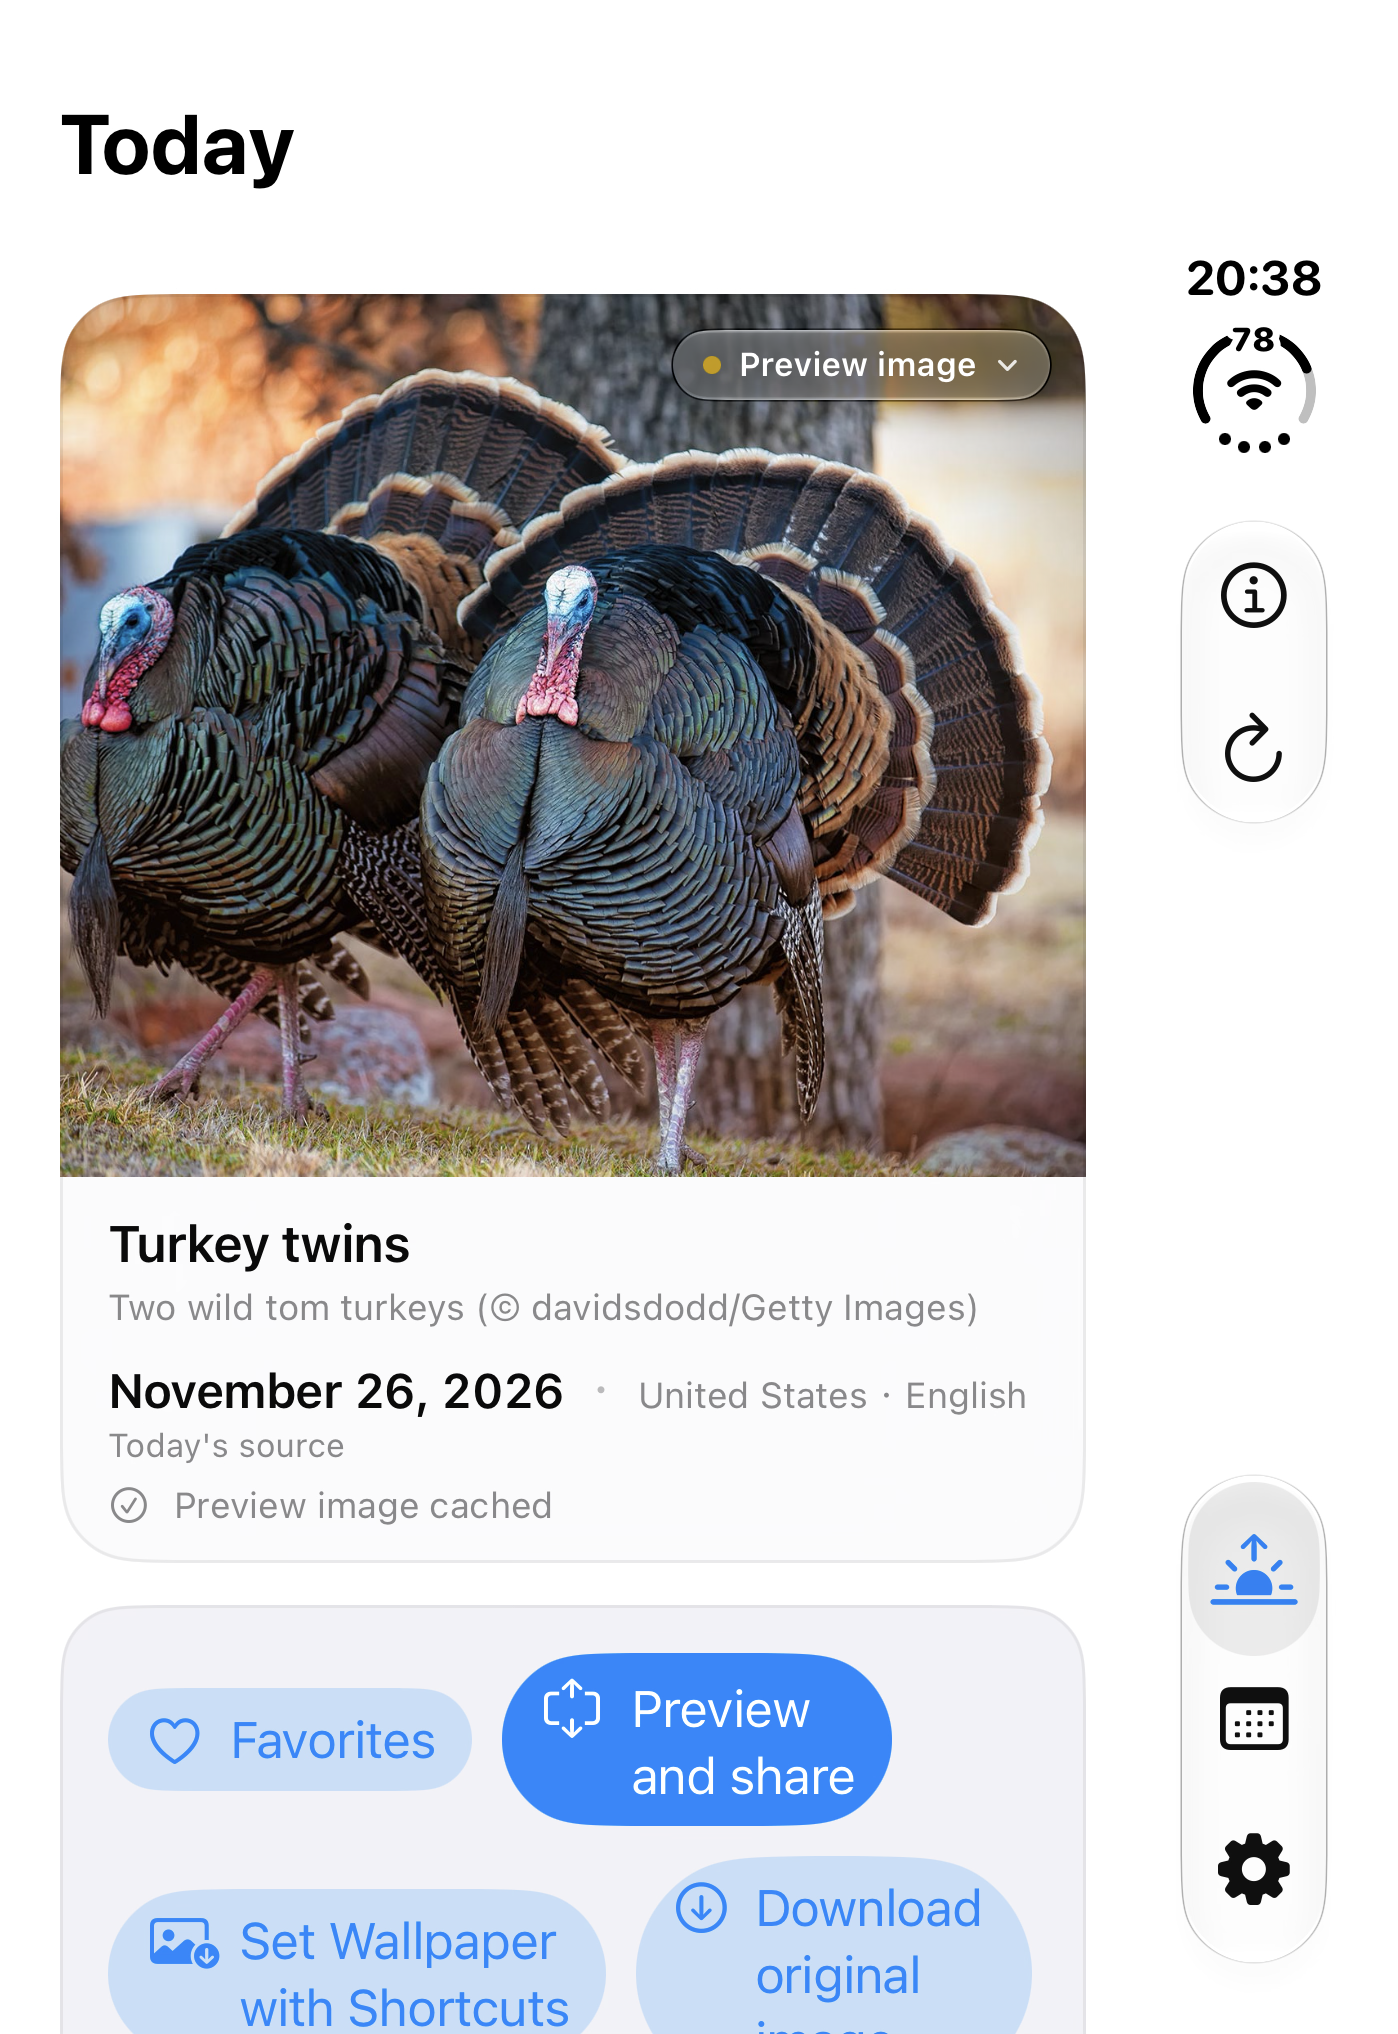 Today
20:38
78
Preview image
Turkey twins
Two wild tom turkeys (© davidsdodd/Getty Images)
November 26, 2026 · United States · English
Today's source
Preview image cached
Favorites
Preview
and share
Set Wallpaper
with Shortcuts
Download
original
image